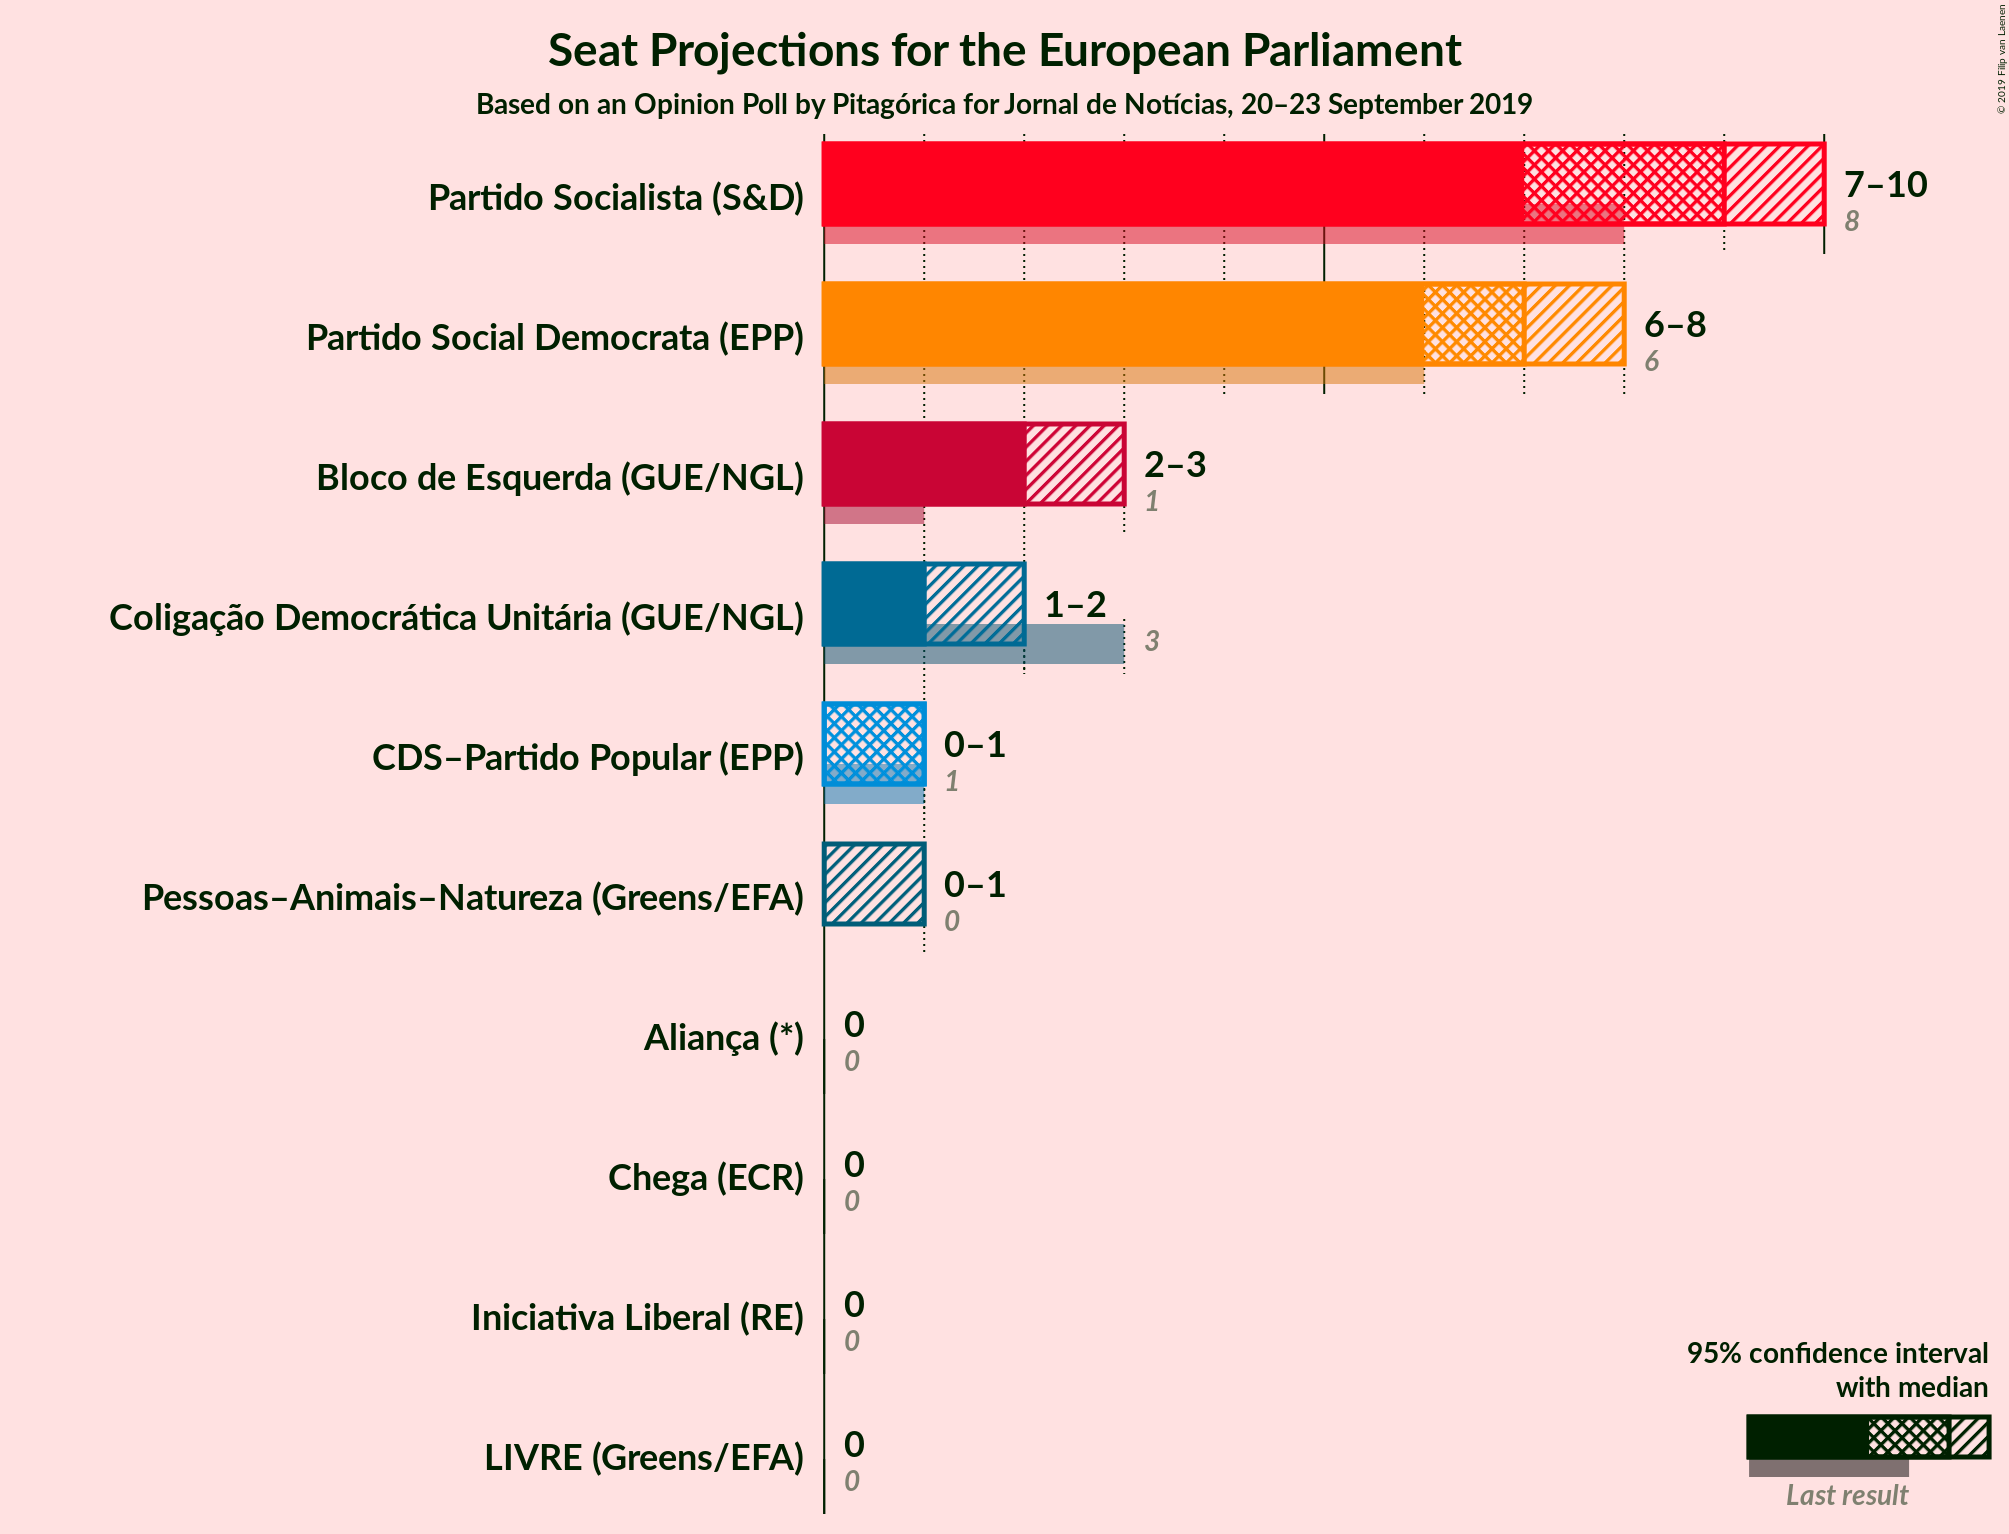 Seat Projections for the European Parliament
Based on an Opinion Poll by Pitagórica for Jornal de Notícias, 20–23 September 2019
© 2019 Filip van Laenen
Partido Socialista (S&D)
7–10
8
Partido Social Democrata (EPP)
6–8
6
Bloco de Esquerda (GUE/NGL)
2–3
1
Coligação Democrática Unitária (GUE/NGL)
1–2
3
CDS–Partido Popular (EPP)
0–1
1
Pessoas–Animais–Natureza (Greens/EFA)
0–1
0
Aliança (*)
0
0
Chega (ECR)
0
0
Iniciativa Liberal (RE)
0
0
LIVRE (Greens/EFA)
0
0
95% confidence interval
with median
Last result